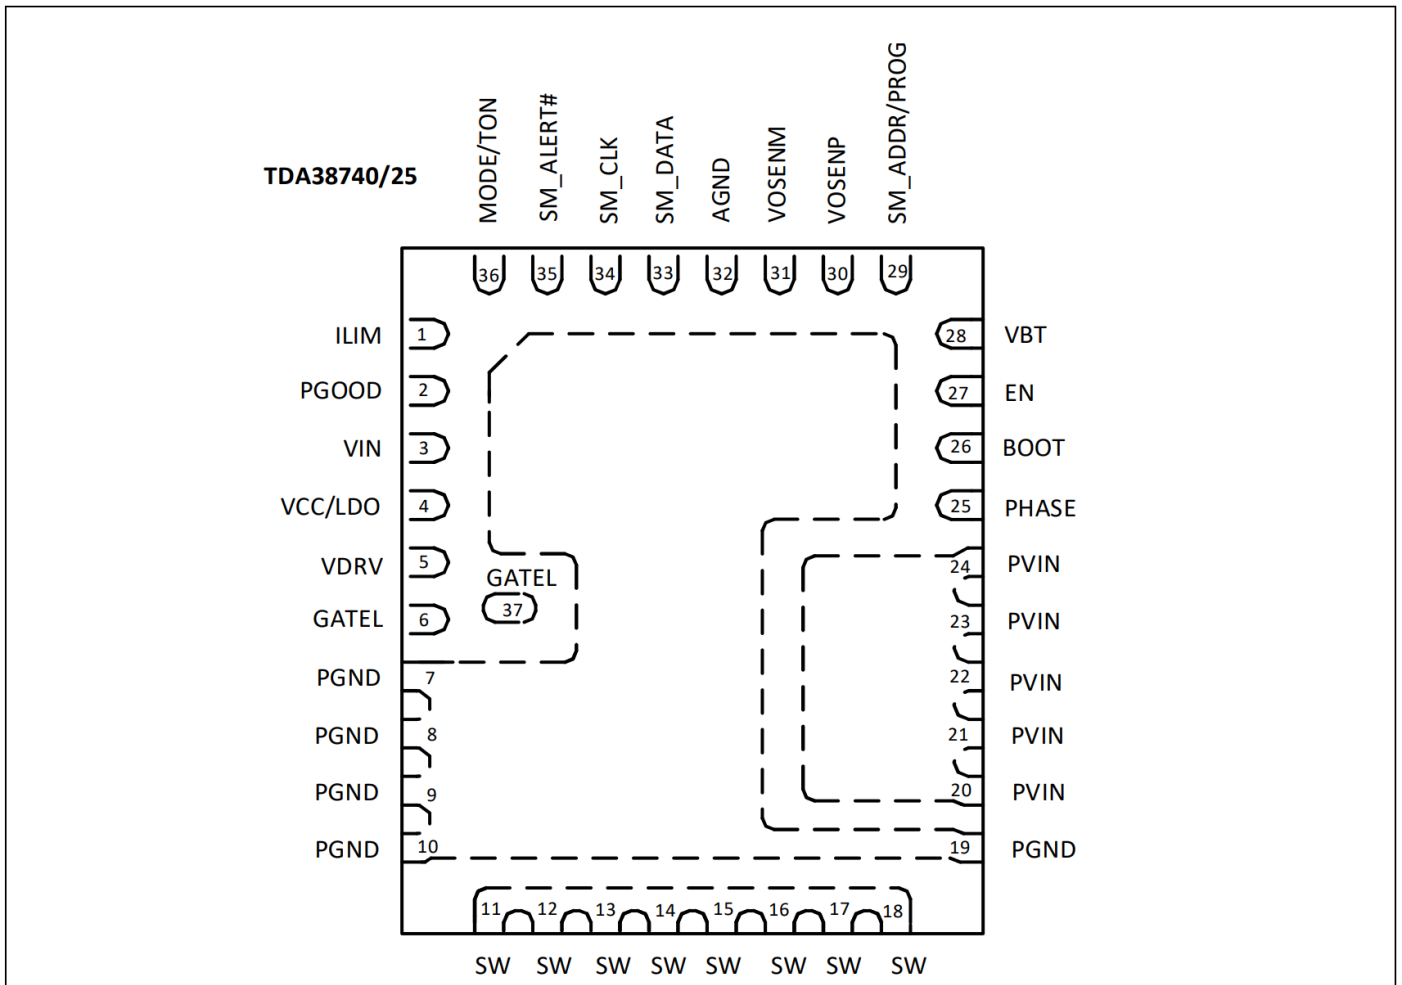 TDA38740/25
MODE/TON
SM_ALERT#
SM_CLK
SM_DATA
AGND
VOSENM
VOSENP
SM_ADDR/PROG
36 35 34 33 32 31 30 29
ILIM 1 28 VBT
PGOOD 2 27 EN
VIN 3 26 BOOT
VCC/LDO 4 25 PHASE
VDRV 5 24 PVIN
GATEL
37
GATEL 6 23 PVIN
PGND 7 22 PVIN
PGND 8 21 PVIN
PGND 9 20 PVIN
PGND 10 19 PGND
11 12 13 14 15 16 17 18
SW SW SW SW SW SW SW SW